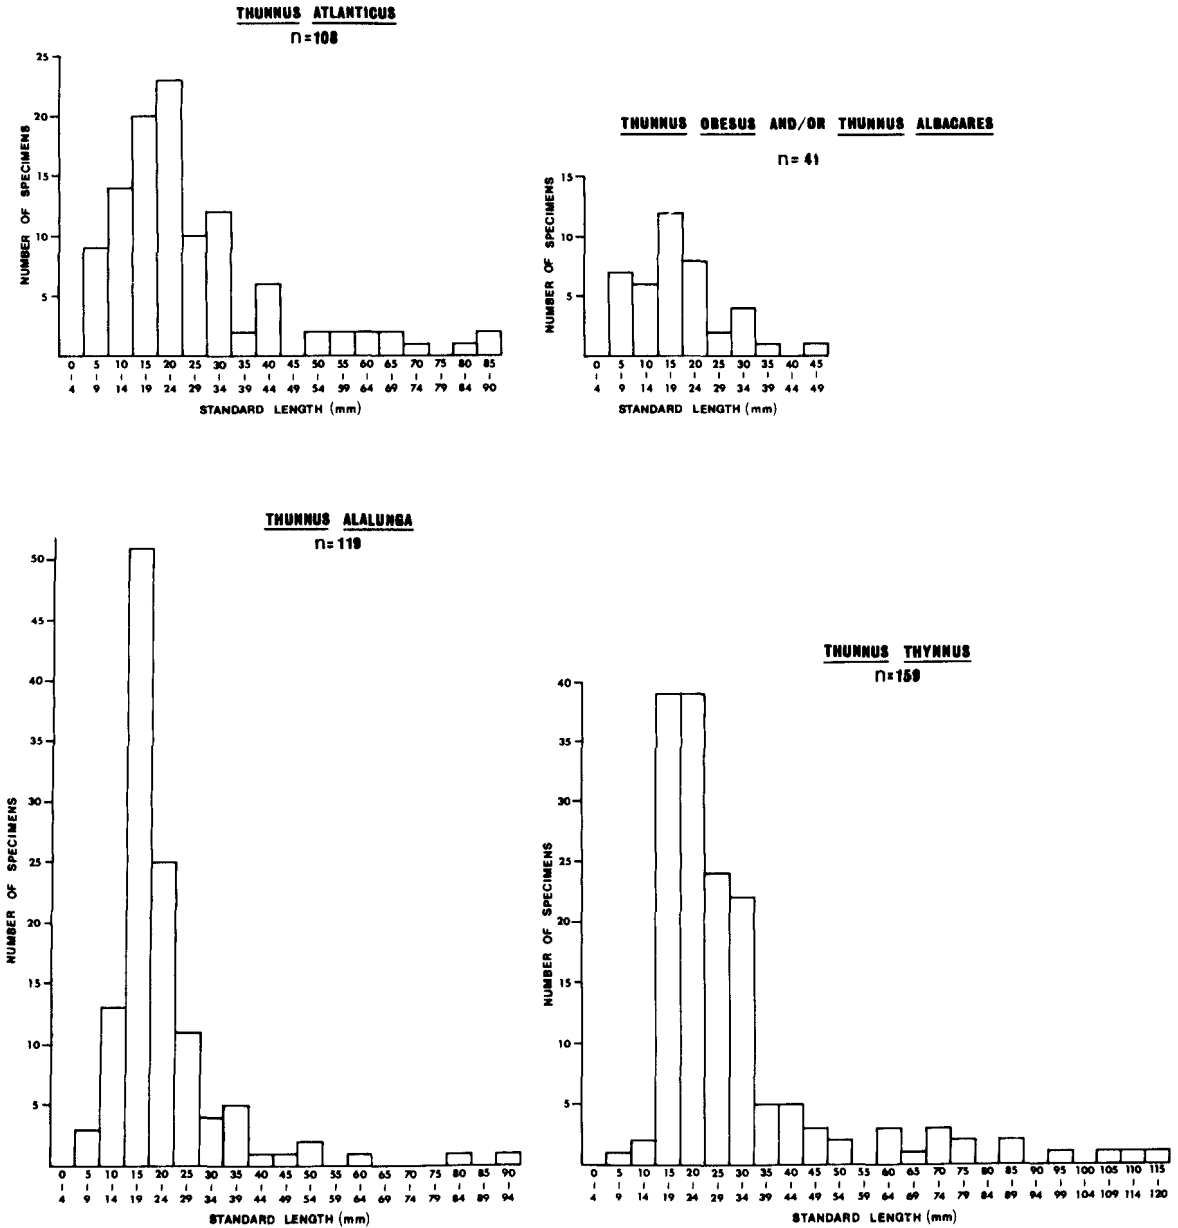 THUNNUS ATLANTICUS
n=108
NUMBER OF SPECIMENS
25
20
15
10
5
0 5 10 15 20 25 30 35 40 45 50 55 60 65 70 75 80 85
4 9 14 19 24 29 34 39 44 49 54 59 64 69 74 79 84 90
STANDARD LENGTH (mm)
THUNNUS OBESUS AND/OR THUNNUS ALBACARES
n=41
NUMBER OF SPECIMENS
15
10
5
0 5 10 15 20 25 30 35 40 45
4 9 14 19 24 29 34 39 44 49
STANDARD LENGTH (mm)
THUNNUS ALALUNGA
n=119
NUMBER OF SPECIMENS
50
45
40
35
30
25
20
15
10
5
0 5 10 15 20 25 30 35 40 45 50 55 60 65 70 75 80 85 90
4 9 14 19 24 29 34 39 44 49 54 59 64 69 74 79 84 89 94
STANDARD LENGTH (mm)
THUNNUS THYNNUS
n=159
NUMBER OF SPECIMENS
40
35
30
25
20
15
10
5
0 5 10 15 20 25 30 35 40 45 50 55 60 65 70 75 80 85 90 95 100 105 110 115
4 9 14 19 24 29 34 39 44 49 54 59 64 69 74 79 84 89 94 99 104 109 114 120
STANDARD LENGTH (mm)